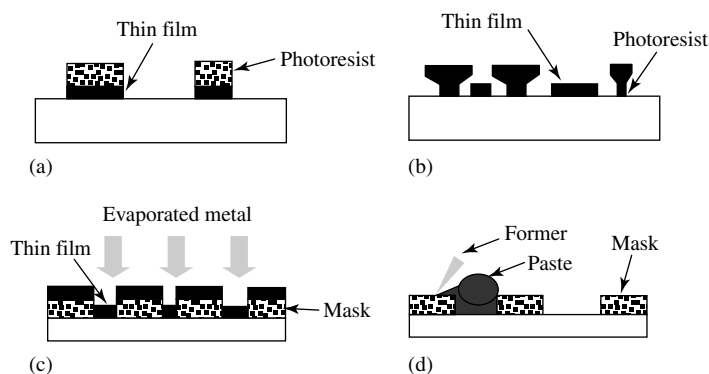 Thin film
Photoresist
(a)
Thin film
Photoresist
(b)
Evaporated metal
Thin film
Mask
(c)
Former
Paste
Mask
(d)